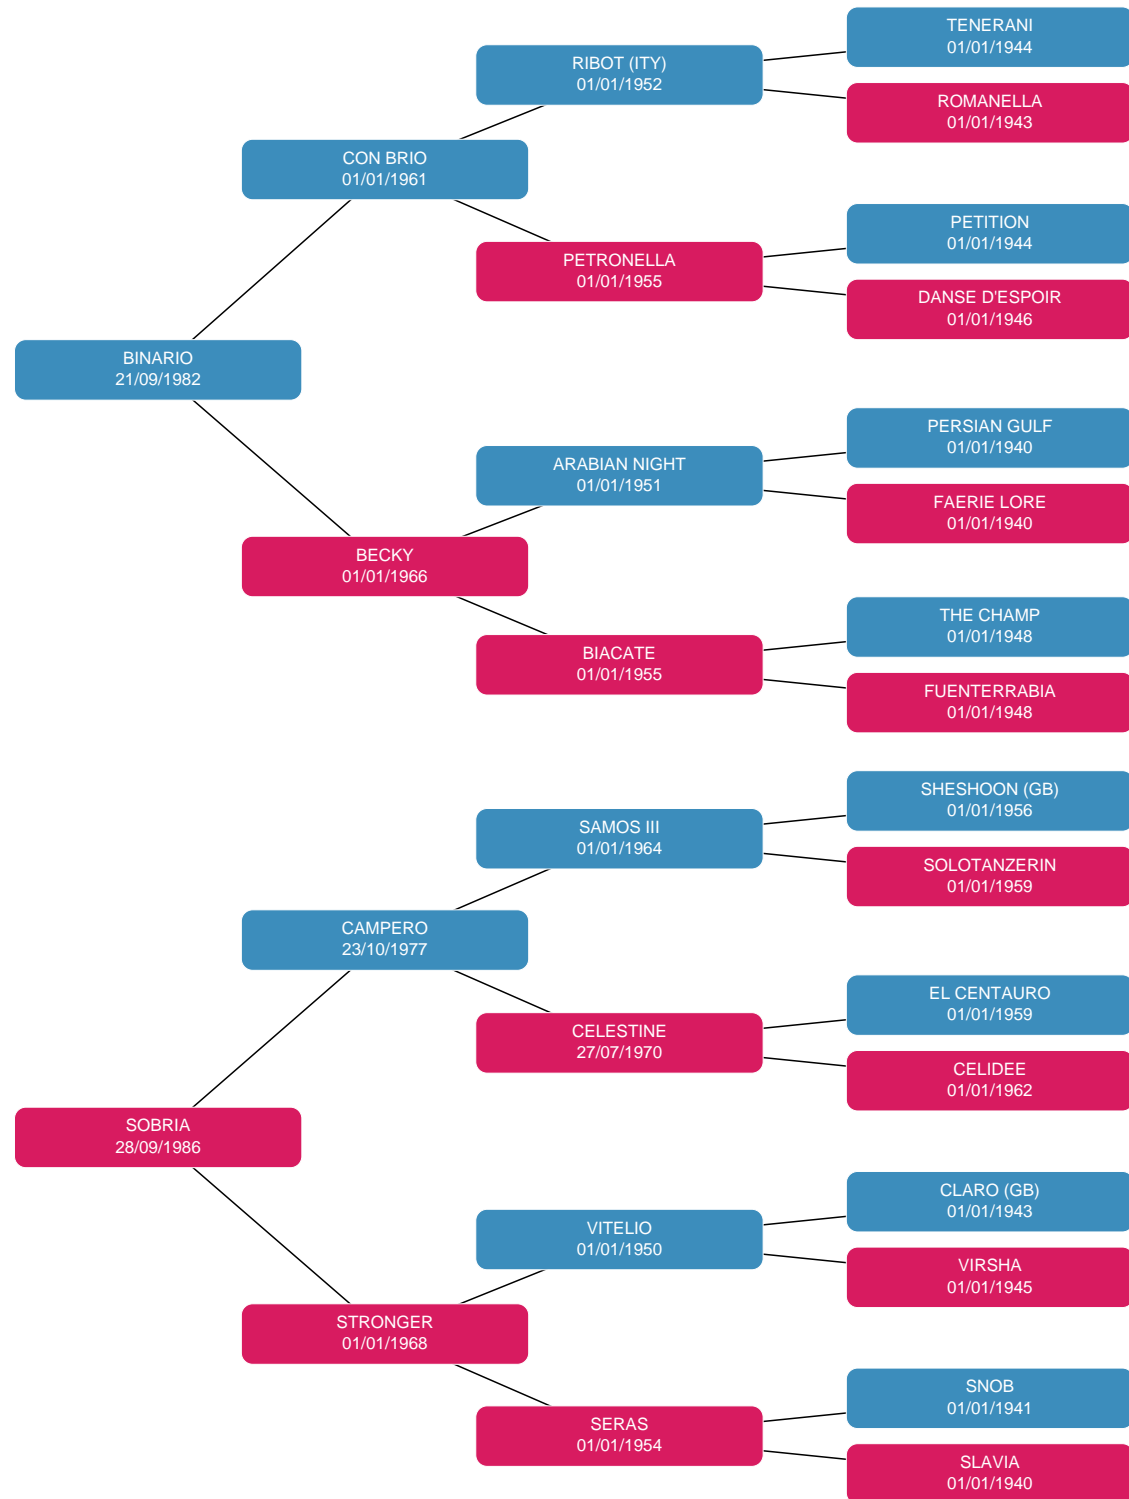 TENERANI
01/01/1944
RIBOT (ITY)
01/01/1952
ROMANELLA
01/01/1943
CON BRIO
01/01/1961
PETITION
01/01/1944
PETRONELLA
01/01/1955
DANSE D'ESPOIR
01/01/1946
BINARIO
21/09/1982
PERSIAN GULF
01/01/1940
ARABIAN NIGHT
01/01/1951
FAERIE LORE
01/01/1940
BECKY
01/01/1966
THE CHAMP
01/01/1948
BIACATE
01/01/1955
FUENTERRABIA
01/01/1948
SHESHOON (GB)
01/01/1956
SAMOS III
01/01/1964
SOLOTANZERIN
01/01/1959
CAMPERO
23/10/1977
EL CENTAURO
01/01/1959
CELESTINE
27/07/1970
CELIDEE
01/01/1962
SOBRIA
28/09/1986
CLARO (GB)
01/01/1943
VITELIO
01/01/1950
VIRSHA
01/01/1945
STRONGER
01/01/1968
SNOB
01/01/1941
SERAS
01/01/1954
SLAVIA
01/01/1940